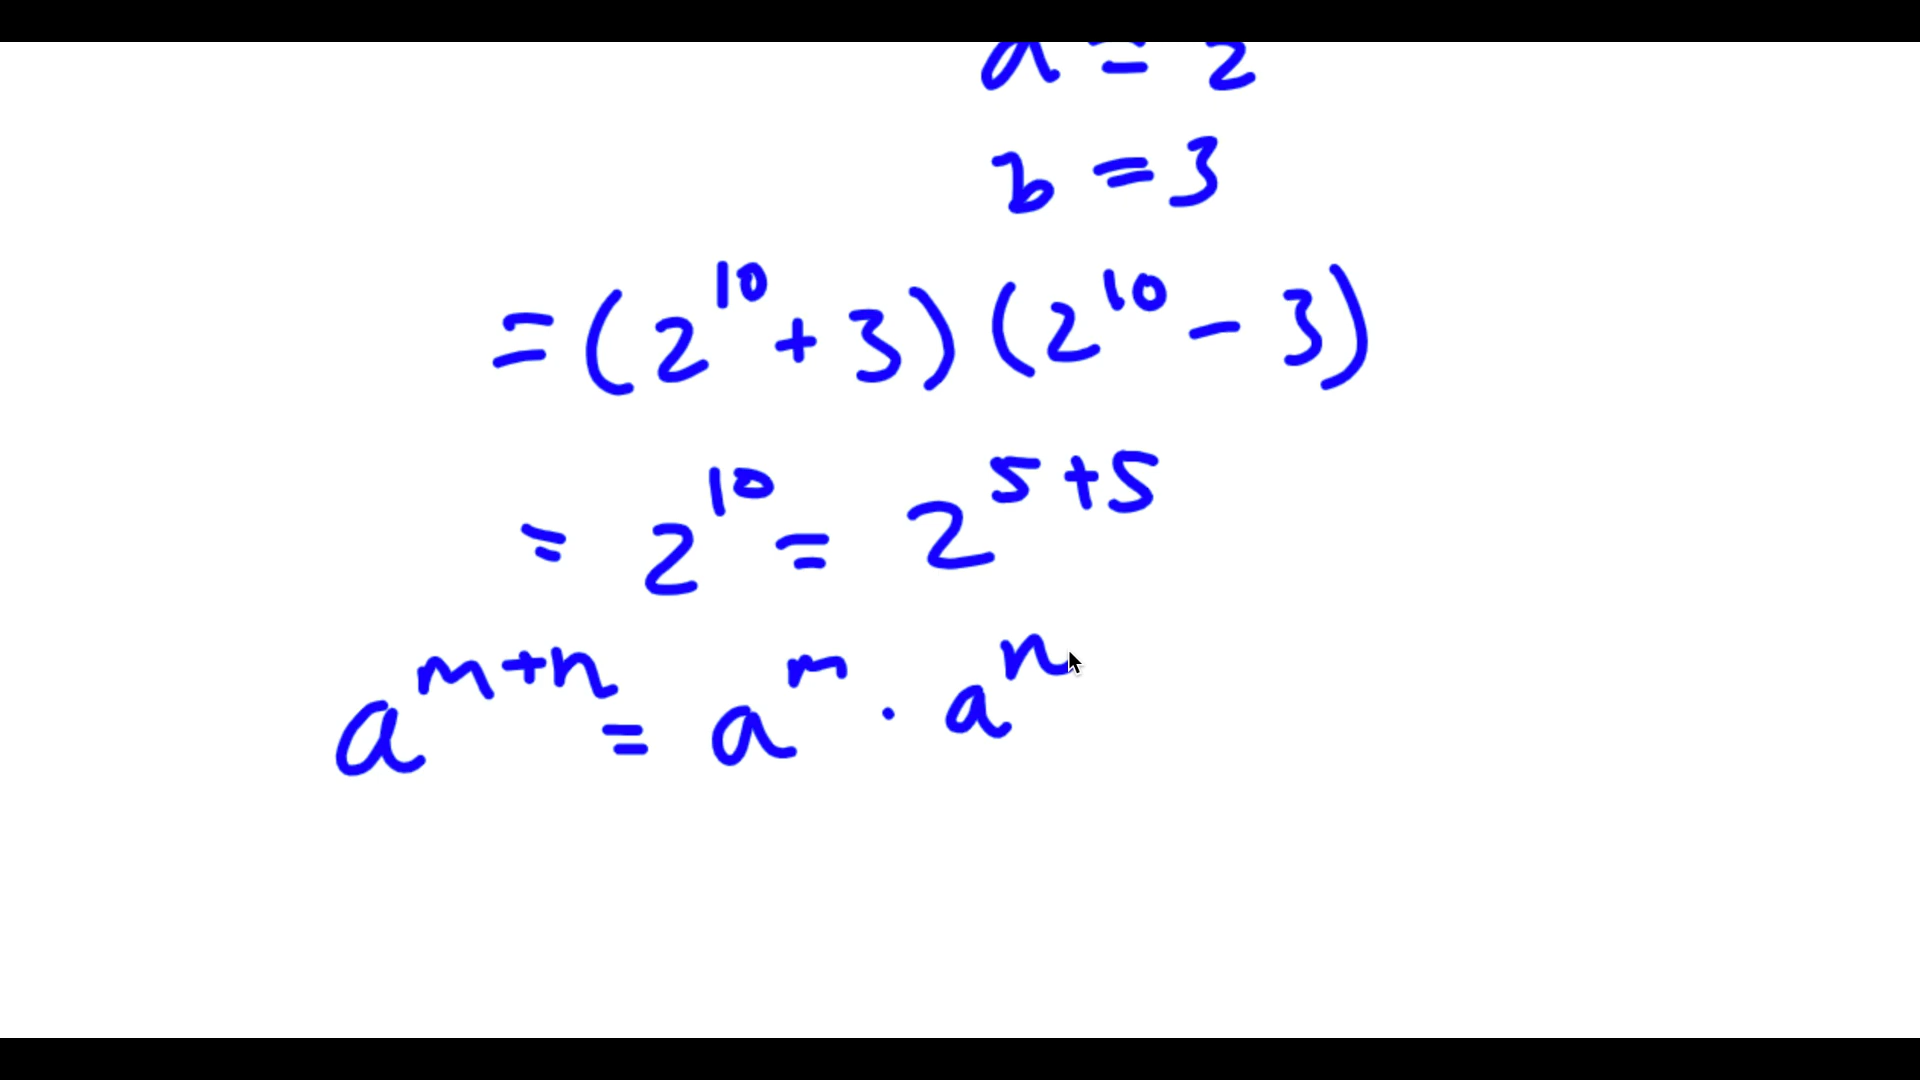 a = 2
b = 3
= (2^10 + 3) (2^10 - 3)
= 2^10 = 2^5+5
a^m+n = a^m · a^n